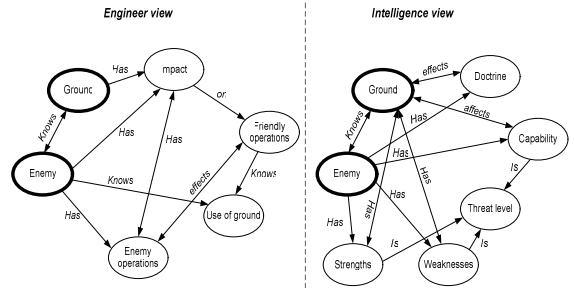 Engineer view
Intelligence view
Has
mpact
Ground
on
Knows
Has
Has
Friendly
operations
Enemy
Knows
effects
Knows
Has
Use of ground
Enemy
operations
effects
Doctrine
Ground
affects
Has
Knows
Capability
Has
Is
Enemy
Has
Has
Has
Threat level
Has
Is
Is
Strengths
Weaknesses